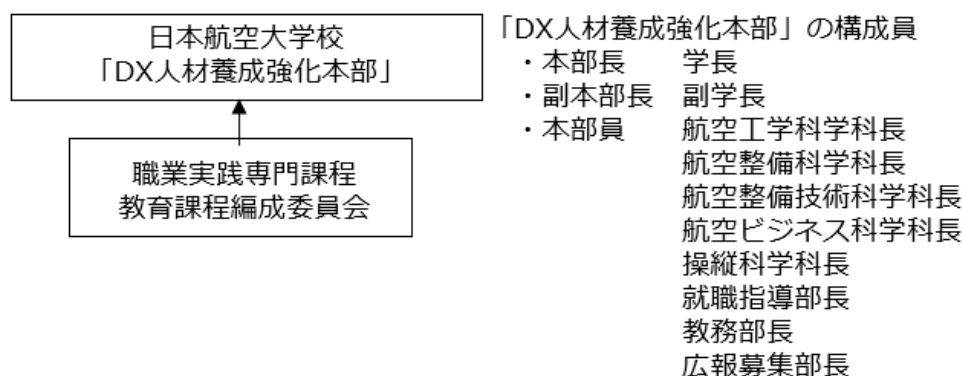 日本航空大学校
「DX人材養成強化本部」
職業実践専門課程
教育課程編成委員会
「DX人材養成強化本部」の構成員
・本部長 学長
・副本部長 副学長
・本部員 航空工学科学科長
航空整備科学科長
航空整備技術科学科長
航空ビジネス科学科長
操縦科学科長
就職指導部長
教務部長
広報募集部長